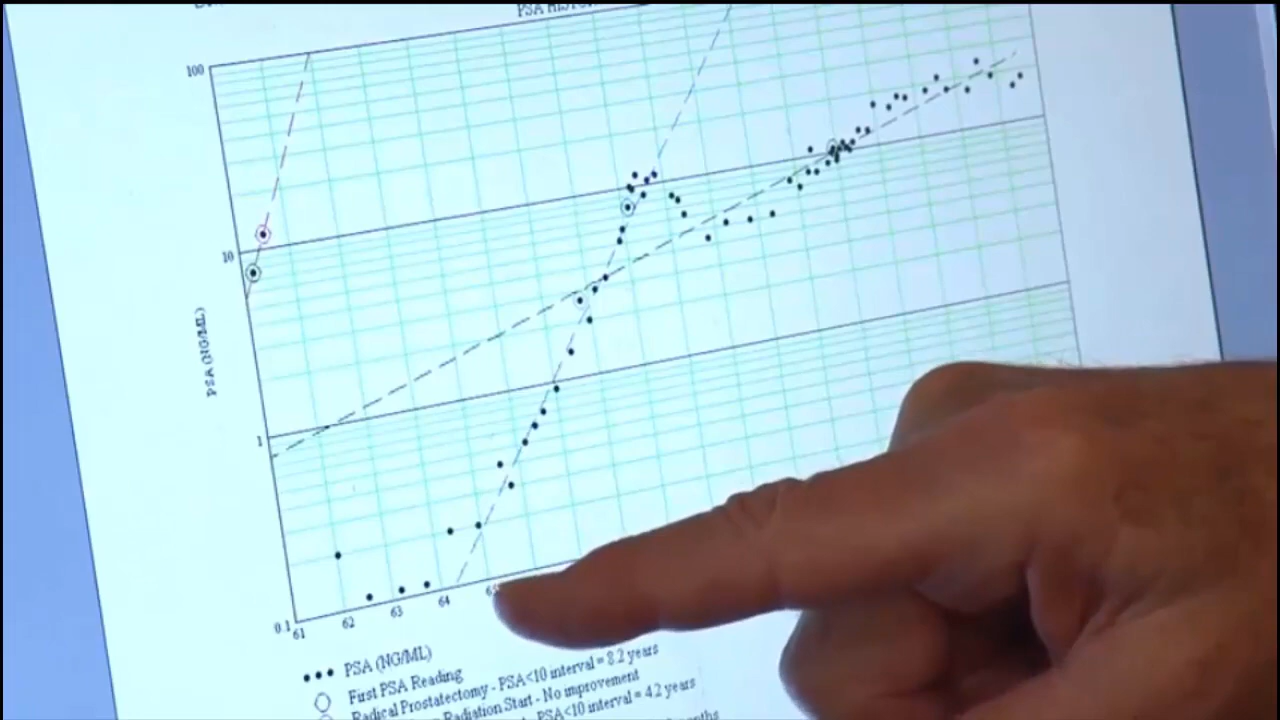 PSA
100
10
PSA (NG/ML)
1
0.1
61 62 63 64
PSA (NG/ML)
First PSA Reading
Radical Prostatectomy - PSA<10 interval = 8.2 years
Radiation Start - No improvement
PSA<10 interval = 4.2 years